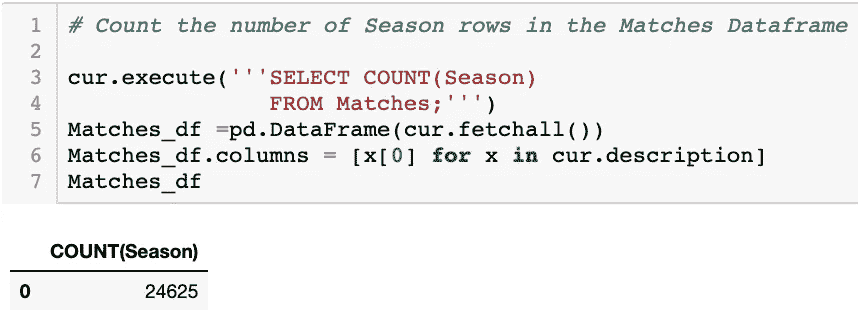 1 # Count the number of Season rows in the Matches Dataframe
2
3 cur.execute('''SELECT COUNT(Season)
4 FROM Matches;''')
5 Matches_df =pd.DataFrame(cur.fetchall())
6 Matches_df.columns = [x[0] for x in cur.description]
7 Matches_df
COUNT(Season)
0 24625